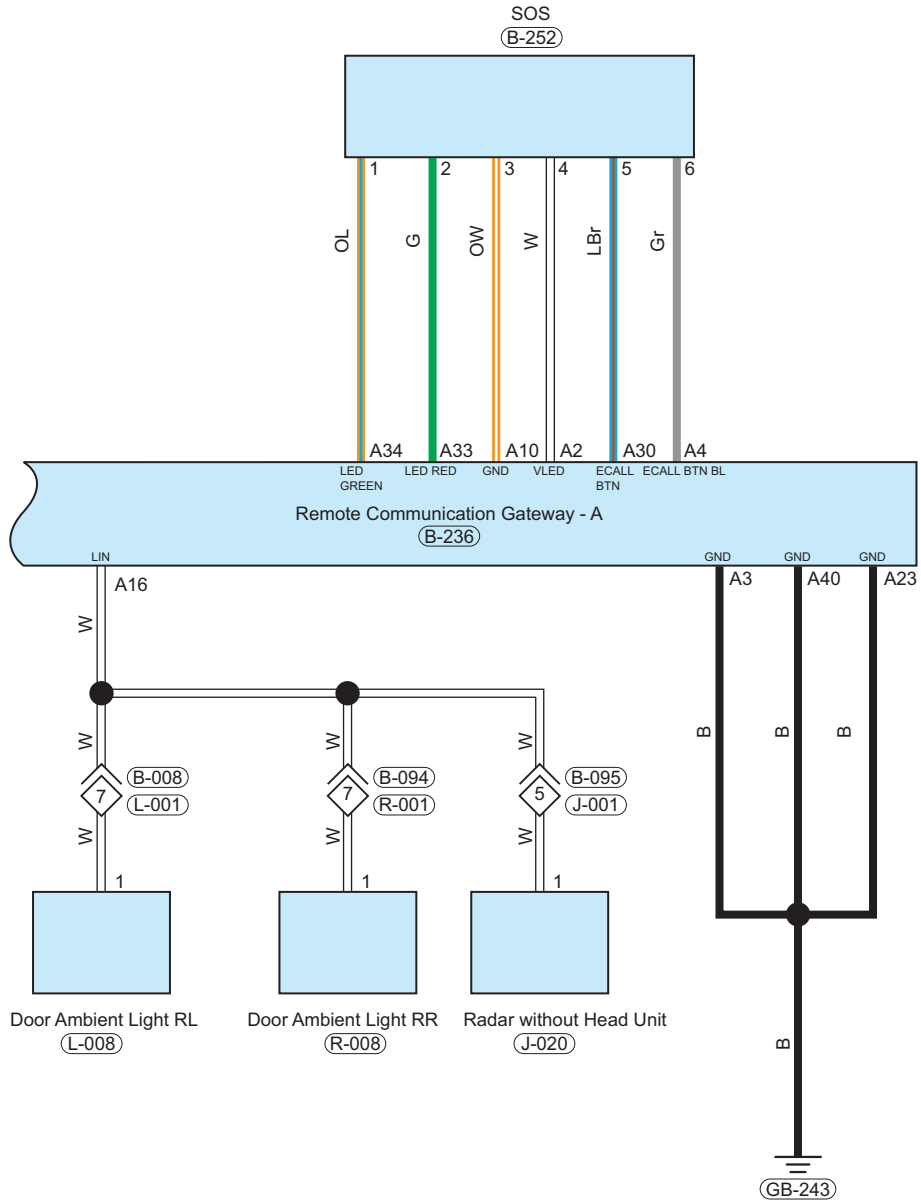 SOS
B-252
1 2 3 4 5 6
OL G OW W LBr Gr
A34 A33 A10 A2 A30 A4
LED GREEN LED RED GND VLED ECALL BTN ECALL BTN BL
Remote Communication Gateway - A
B-236
LIN GND GND GND
A16 A3 A40 A23
W
B B B
W W W
B-008 B-094 B-095
7 7 5
L-001 R-001 J-001
W W W
1 1 1
Door Ambient Light RL Door Ambient Light RR Radar without Head Unit
L-008 R-008 J-020
B
GB-243